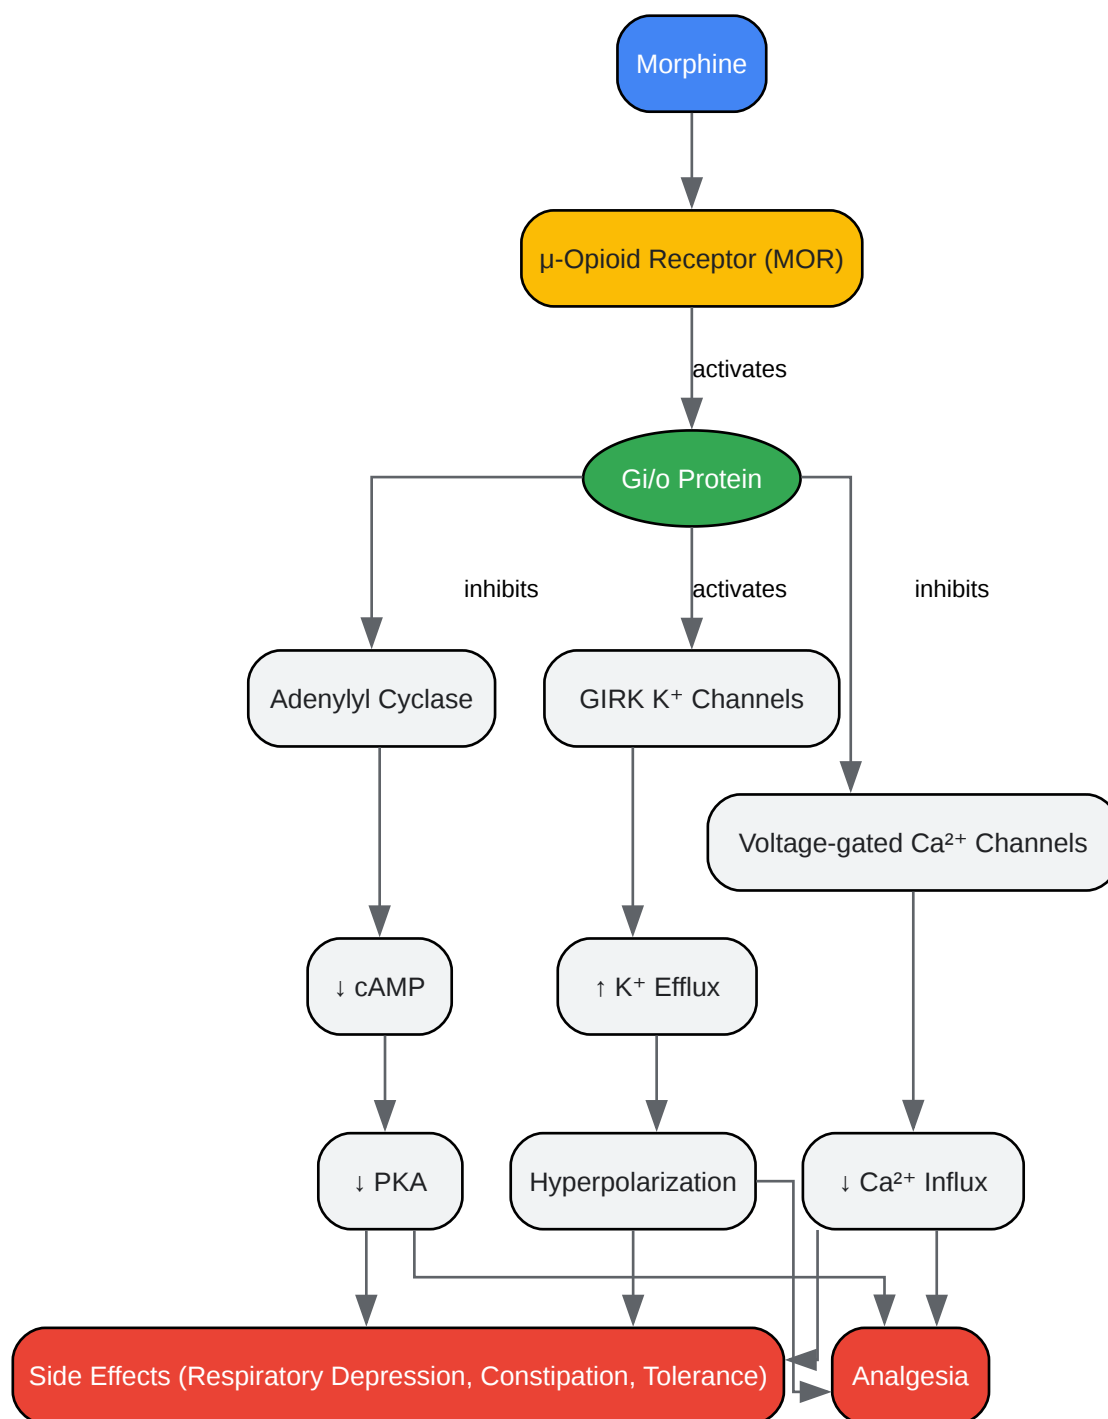 Morphine
μ-Opioid Receptor (MOR)
activates
Gi/o Protein
inhibits
activates
inhibits
Adenylyl Cyclase
GIRK K⁺ Channels
Voltage-gated Ca²⁺ Channels
↓ cAMP
↑ K⁺ Efflux
↓ PKA
Hyperpolarization
↓ Ca²⁺ Influx
Side Effects (Respiratory Depression, Constipation, Tolerance)
Analgesia